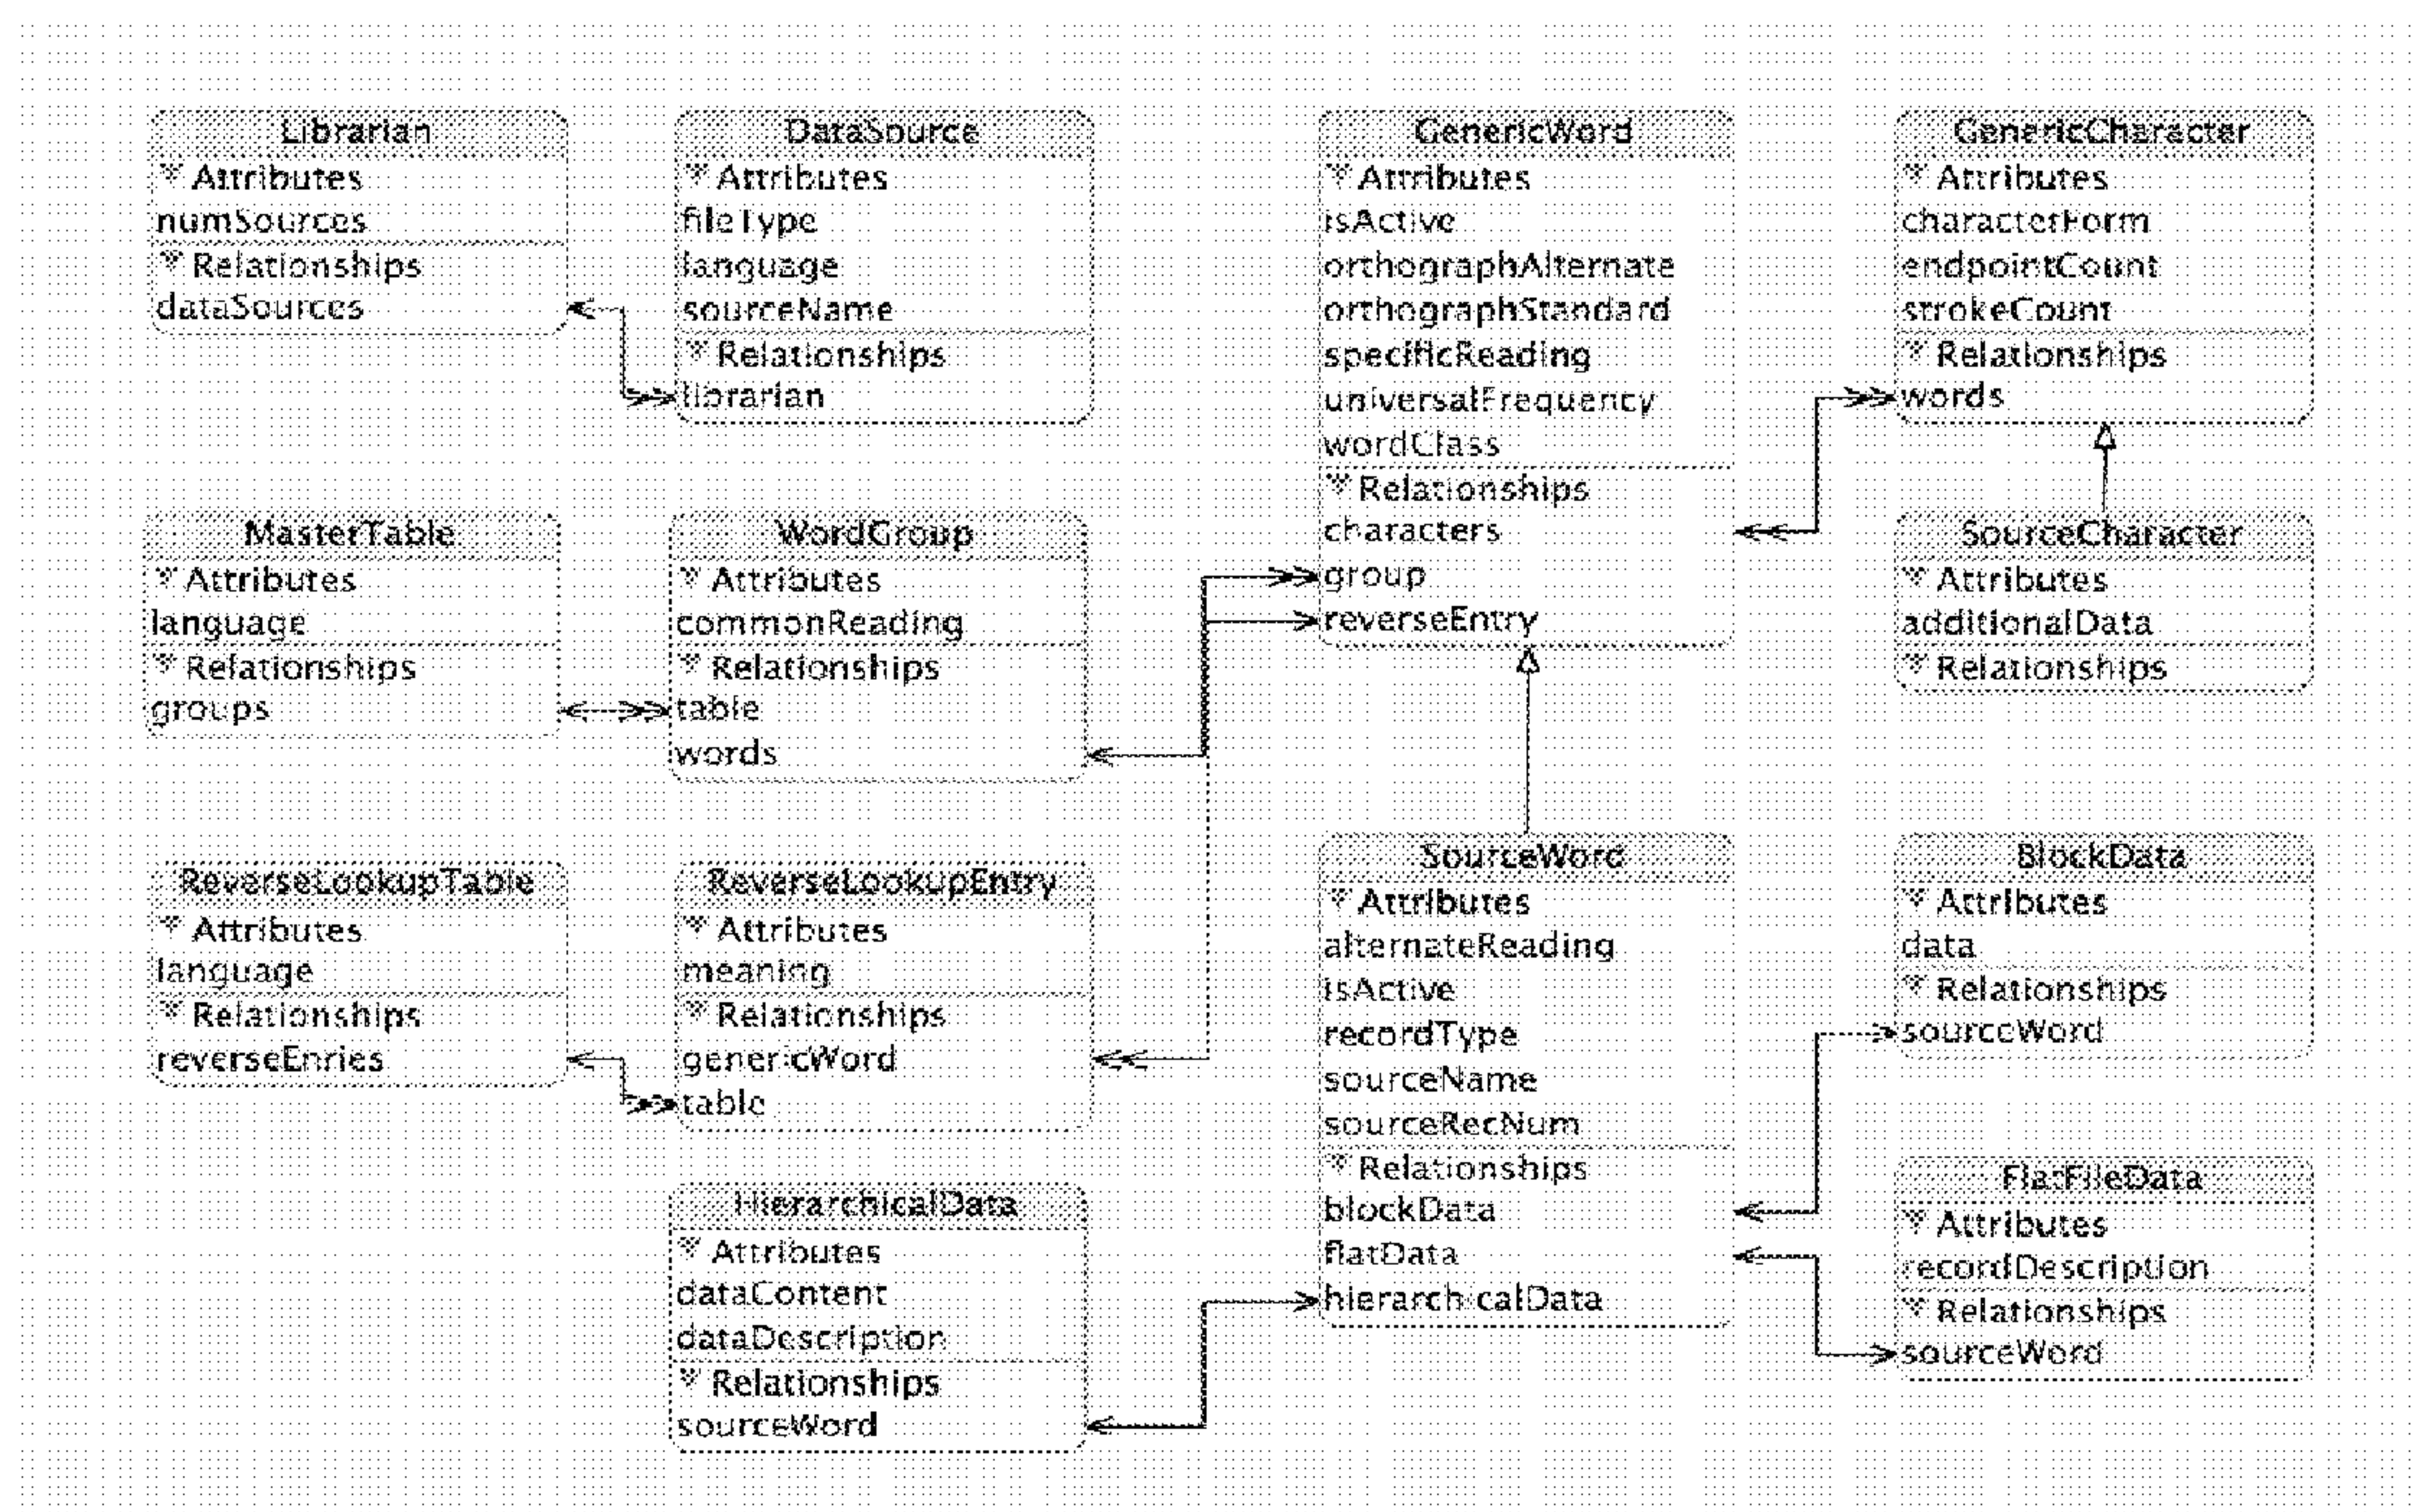 Librarian
Attributes
numSources
Relationships
dataSources
DataSource
Attributes
fileType
language
sourceName
Relationships
librarian
GenericWord
Attributes
isActive
orthographAlternate
orthographStandard
specificReading
universalFrequency
wordClass
Relationships
characters
group
reverseEntry
GenericCharacter
Attributes
characterForm
endpointCount
strokeCount
Relationships
words
MasterTable
Attributes
language
Relationships
groups
WordGroup
Attributes
commonReading
Relationships
table
words
SourceCharacter
Attributes
additionalData
Relationships
ReverseLookupTable
Attributes
language
Relationships
reverseEnries
ReverseLookupEntry
Attributes
meaning
Relationships
genericWord
table
SourceWord
Attributes
alternateReading
isActive
recordType
sourceName
sourceRecNum
Relationships
blockData
flatData
hierarchicalData
BlockData
Attributes
data
Relationships
sourceWord
HierarchicalData
Attributes
dataContent
dataDescription
Relationships
sourceWord
FlatFileData
Attributes
recordDescription
Relationships
sourceWord